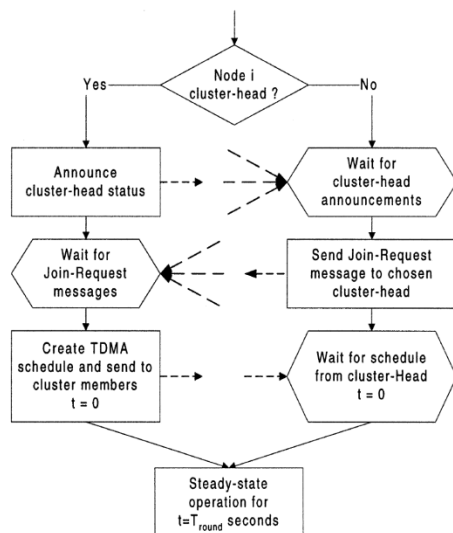 Node i
cluster-head ?
Yes
No
Announce
cluster-head status
Wait for
cluster-head
announcements
Wait for
Join-Request
messages
Send Join-Request
message to chosen
cluster-head
Create TDMA
schedule and send to
cluster members
t = 0
Wait for schedule
from cluster-Head
t = 0
Steady-state
operation for
t=Tround seconds